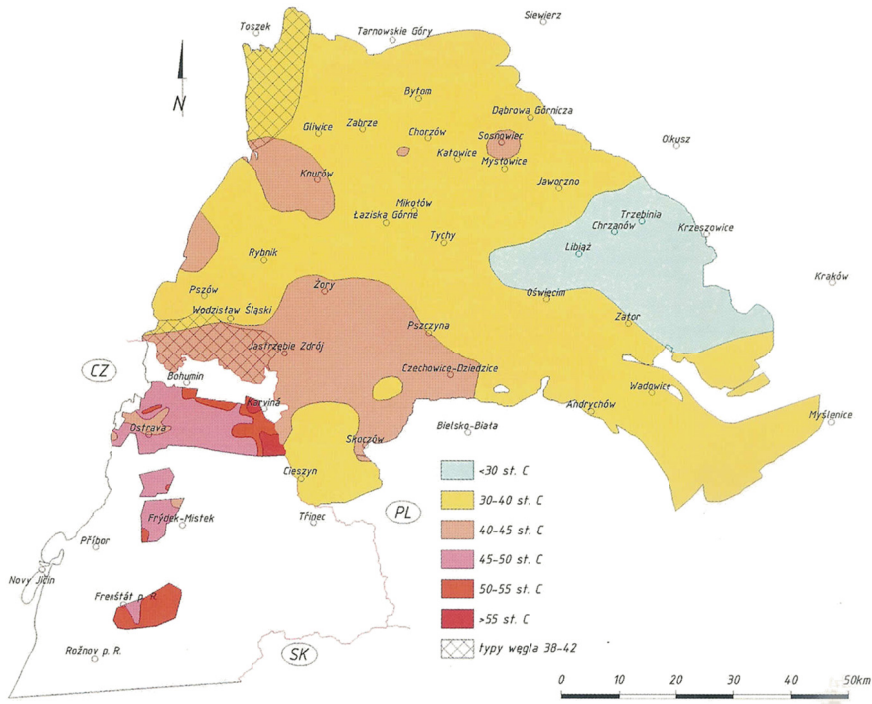 Siewierz
Toszek
Tarnowskie Góry
N
Bytom
Dąbrowa Górnicza
Gliwice
Zabrze
Chorzów
Sosnowiec
Okusz
Katowice
Mysłowice
Knurów
Jaworzno
Mikołów
Łaziska Górne
Trzebinia
Chrzanów
Krzeszowice
Tychy
Libiąż
Rybnik
Kraków
Żory
Pszów
Oświęcim
Wodzisław Śląski
Zator
Pszczyna
Jastrzębie Zdrój
CZ
Bohumin
Czechowice-Dziedzice
Wadowice
Karviná
Andrychów
Myślenice
Ostrava
Bielsko-Biała
Skoczów
Cieszyn
<30 st. C
30-40 st. C
PL
Frýdek-Mistek
Třinec
40-45 st. C
Příbor
45-50 st. C
Nový Jičín
50-55 st. C
Frenštát p. R.
>55 st. C
SK
typy węgla 38-42
Rožnov p. R.
0 10 20 30 40 50km